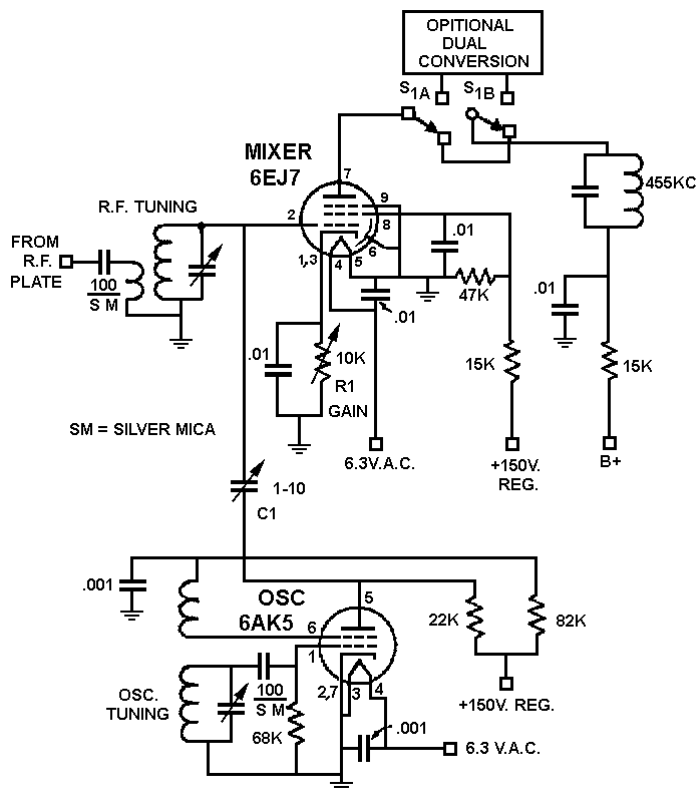 OPITIONAL
DUAL
CONVERSION
S1A
S1B
MIXER
6EJ7
7
455KC
R.F. TUNING
2
9
8
6
.01
FROM
R.F.
PLATE
100
S M
1,3
4
5
47K
.01
.01
.01
10K
R1
GAIN
15K
15K
SM = SILVER MICA
6.3V.A.C.
+150V.
REG.
B+
1-10
C1
.001
OSC
6AK5
5
6
1
22K
82K
OSC.
TUNING
100
S M
2,7
3
4
68K
.001
+150V. REG.
6.3 V.A.C.